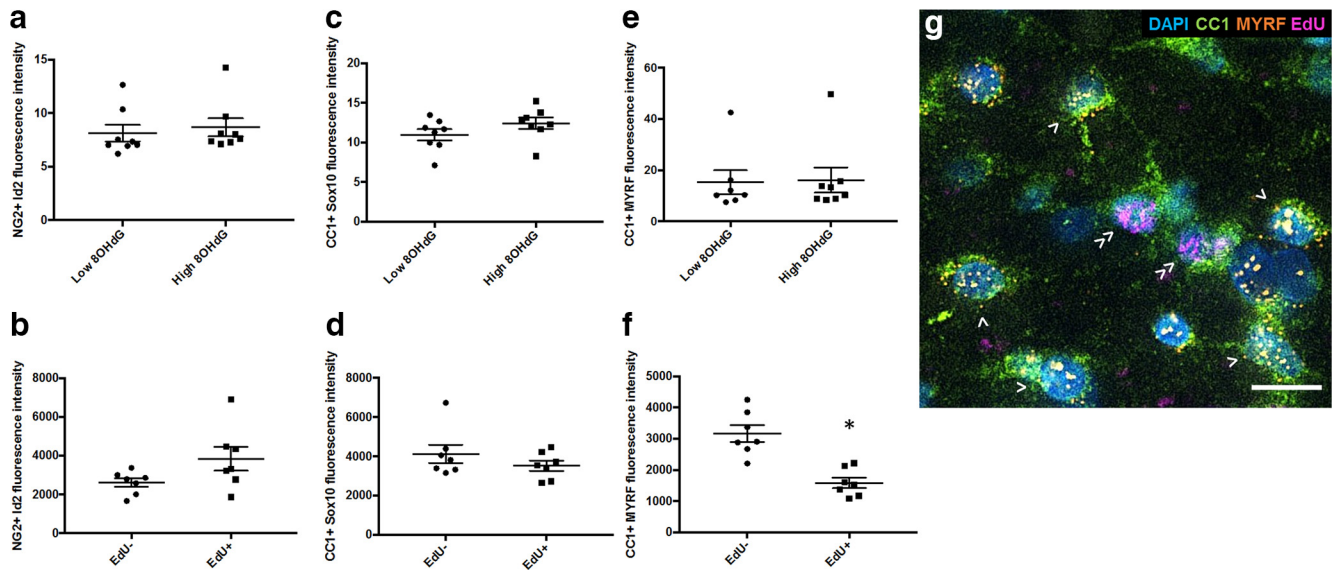 a
NG2+ Id2 fluorescence intensity
15
10
5
0
Low 8OHdG
High 8OHdG
c
CC1+ Sox10 fluorescence intensity
20
15
10
5
0
Low 8OHdG
High 8OHdG
e
CC1+ MYRF fluorescence intensity
60
40
20
0
Low 8OHdG
High 8OHdG
g
DAPI CC1 MYRF EdU
b
NG2+ Id2 fluorescence intensity
8000
6000
4000
2000
0
EdU-
EdU+
d
CC1+ Sox10 fluorescence intensity
8000
6000
4000
2000
0
EdU-
EdU+
f
CC1+ MYRF fluorescence intensity
5000
4000
3000
2000
1000
0
*
EdU-
EdU+